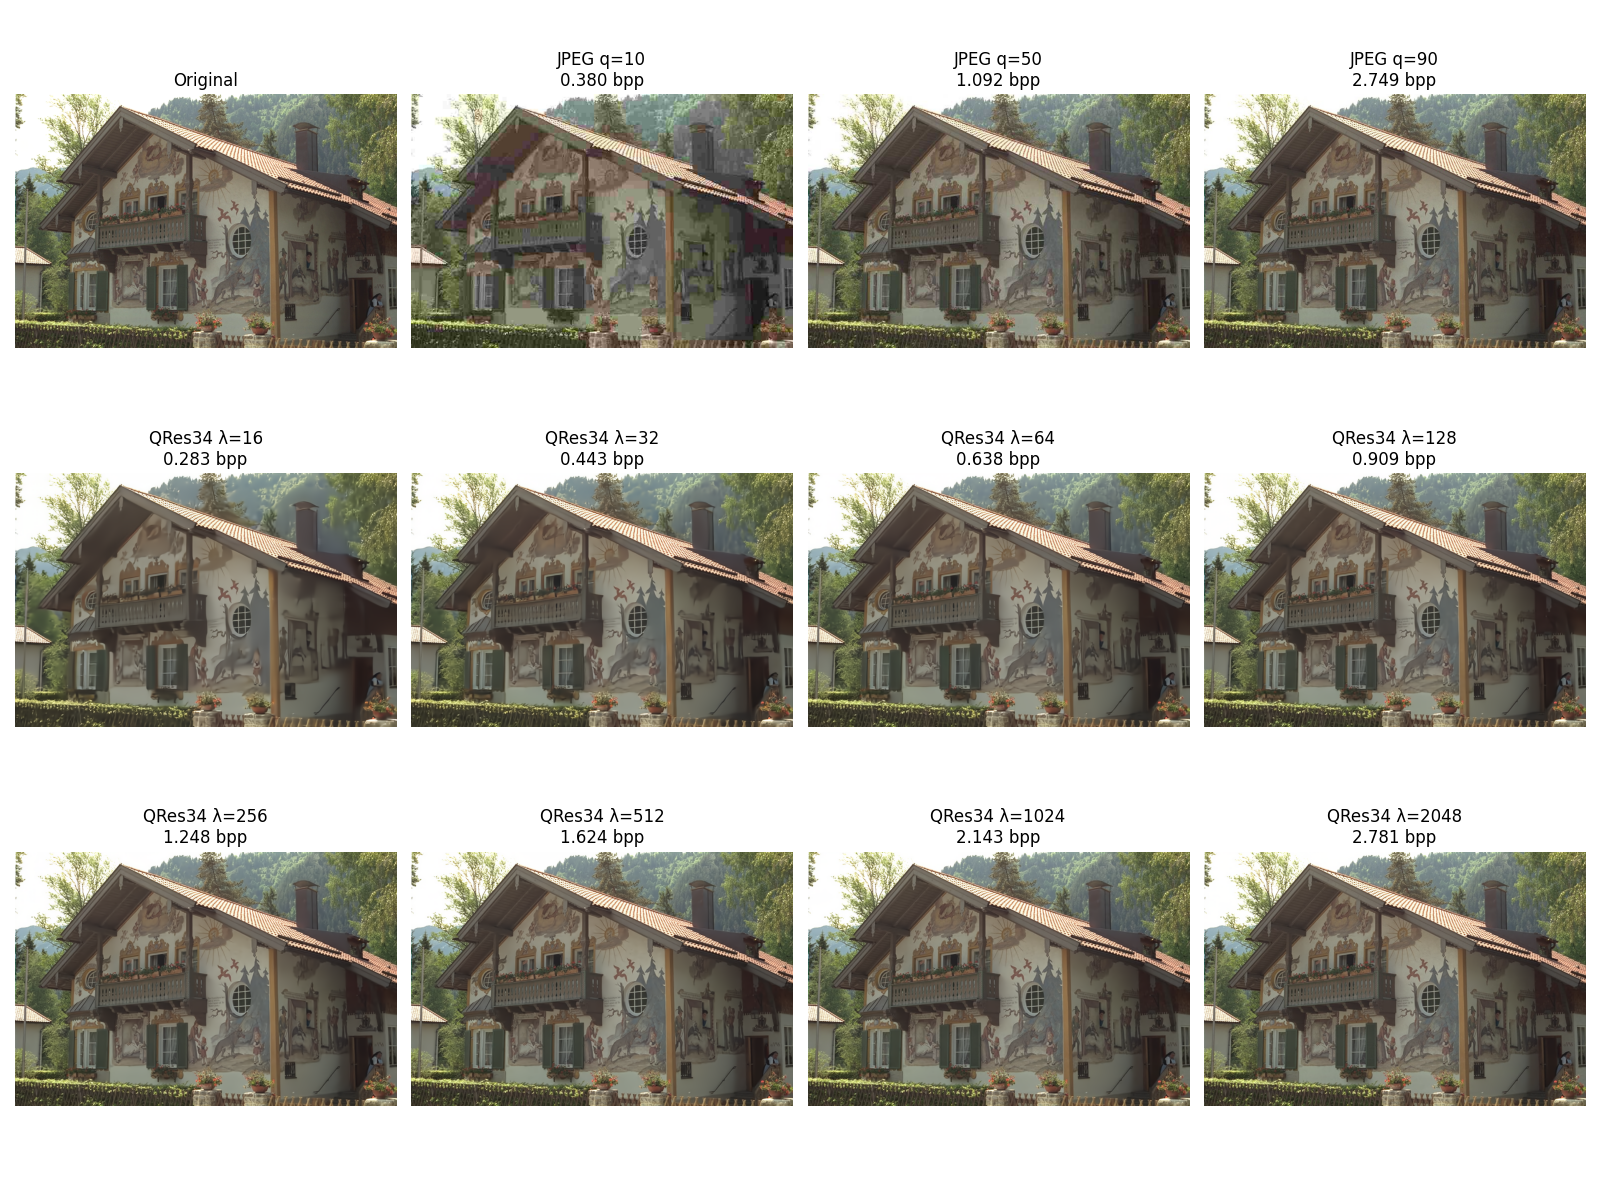 Original
JPEG q=10
0.380 bpp
JPEG q=50
1.092 bpp
JPEG q=90
2.749 bpp
QRes34 λ=16
0.283 bpp
QRes34 λ=32
0.443 bpp
QRes34 λ=64
0.638 bpp
QRes34 λ=128
0.909 bpp
QRes34 λ=256
1.248 bpp
QRes34 λ=512
1.624 bpp
QRes34 λ=1024
2.143 bpp
QRes34 λ=2048
2.781 bpp